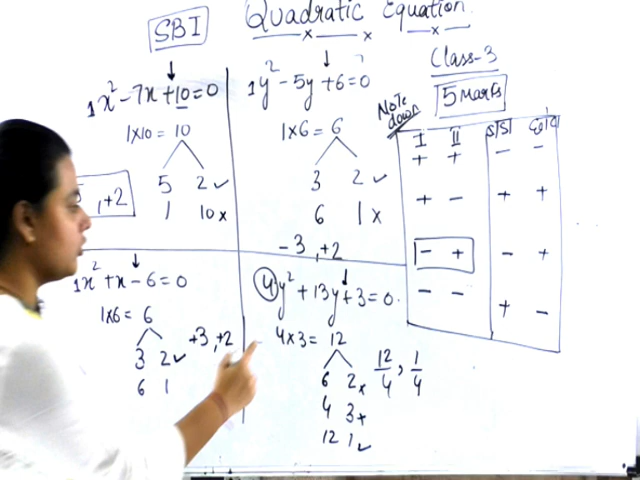 SBI
Quadratic Equation
Class-3
5 Marks
Note down
1x² - 7x + 10 = 0
1x10 = 10
5 2 ✓
1 10 x
, +2
1y² - 5y + 6 = 0
1x6 = 6
3 2 ✓
6 1 x
-3, +2
I II
+ + - -
+ - + +
- + - +
- - + -
1x² + x - 6 = 0
1x6 = 6
3 2 ✓
6 1
+3, +2
4y² + 13y + 3 = 0
4x3 = 12
6 2 x
4 3 x
12 1 ✓
12/4, 1/4